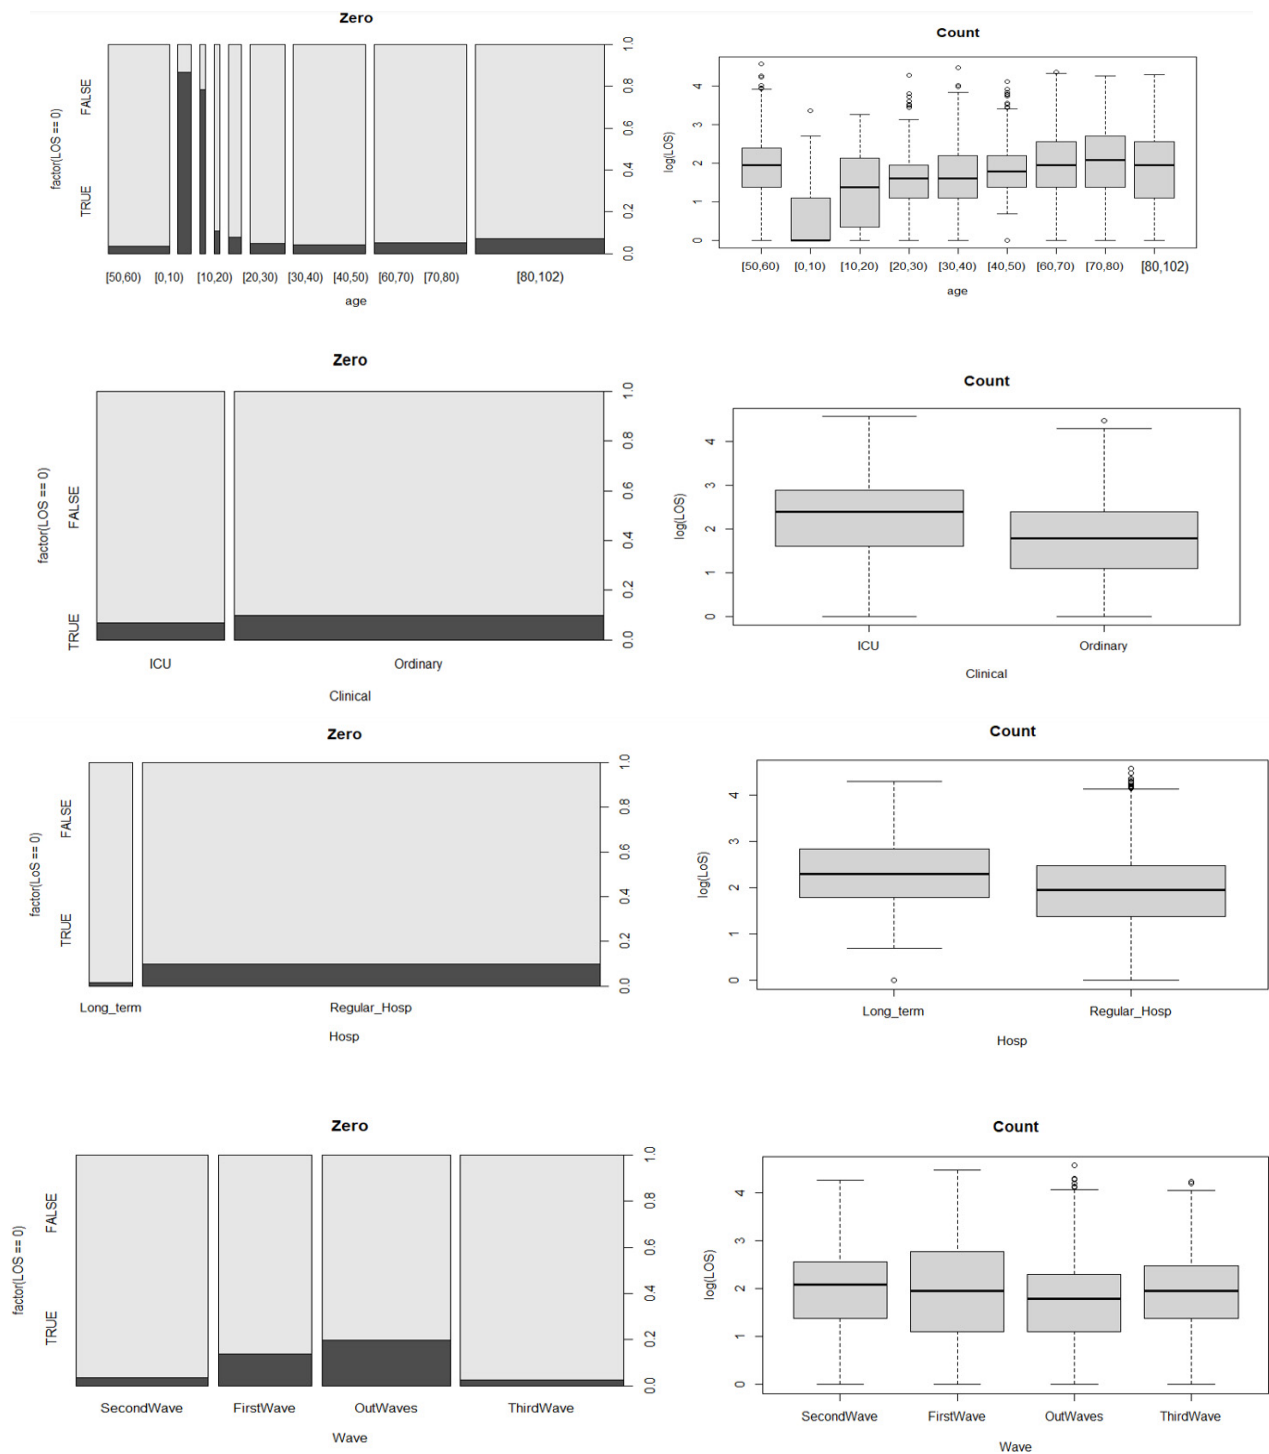 Zero
factor(LOS == 0)
FALSE
TRUE
1.0
0.8
0.6
0.4
0.2
0.0
[50,60) [0,10) [10,20) [20,30) [30,40) [40,50) [60,70) [70,80) [80,102)
age
Count
log(LOS)
4
3
2
1
0
[50,60) [0,10) [10,20) [20,30) [30,40) [40,50) [60,70) [70,80) [80,102)
age
Zero
factor(LOS == 0)
FALSE
TRUE
1.0
0.8
0.6
0.4
0.2
0.0
ICU Ordinary
Clinical
Count
log(LOS)
4
3
2
1
0
ICU Ordinary
Clinical
Zero
factor(LoS == 0)
FALSE
TRUE
1.0
0.8
0.6
0.4
0.2
0.0
Long_term Regular_Hosp
Hosp
Count
log(LoS)
4
3
2
1
0
Long_term Regular_Hosp
Hosp
Zero
factor(LOS == 0)
FALSE
TRUE
1.0
0.8
0.6
0.4
0.2
0.0
SecondWave FirstWave OutWaves ThirdWave
Wave
Count
log(LOS)
4
3
2
1
0
SecondWave FirstWave OutWaves ThirdWave
Wave